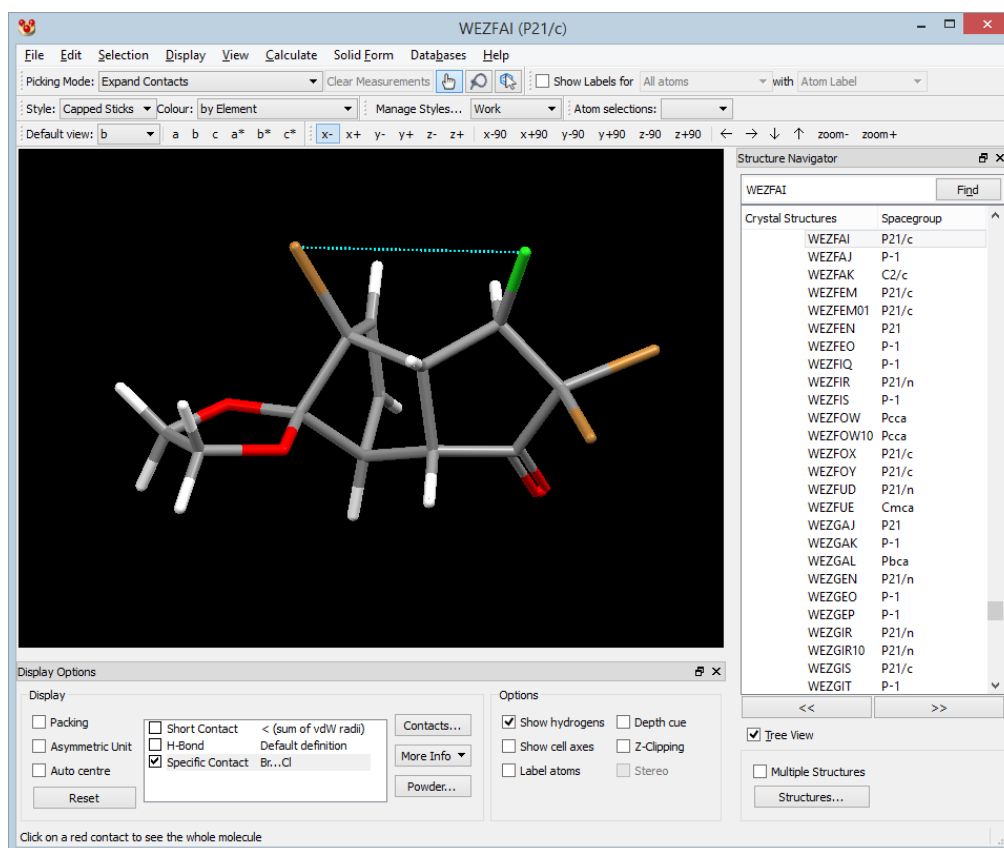 WEZFAI (P21/c)
File Edit Selection Display View Calculate Solid Form Databases Help
Picking Mode: Expand Contacts Clear Measurements Show Labels for All atoms with Atom Label
Style: Capped Sticks Colour: by Element Manage Styles... Work Atom selections:
Default view: b a b c a* b* c* x- x+ y- y+ z- z+ x-90 x+90 y-90 y+90 z-90 z+90 ← → ↓ ↑ zoom- zoom+
Structure Navigator
WEZFAI Find
Crystal Structures Spacegroup
WEZFAI P21/c
WEZFAJ P-1
WEZFAK C2/c
WEZFEM P21/c
WEZFEM01 P21/c
WEZFEN P21
WEZFEO P-1
WEZFIQ P-1
WEZFIR P21/n
WEZFIS P-1
WEZFOW Pcca
WEZFOW10 Pcca
WEZFOX P21/c
WEZFOY P21/c
WEZFUD P21/n
WEZFUE Cmca
WEZGAJ P21
WEZGAK P-1
WEZGAL Pbca
WEZGEN P21/n
WEZGEO P-1
WEZGEP P-1
WEZGIR P21/n
WEZGIR10 P21/n
WEZGIS P21/c
WEZGIT P-1
<< >>
Tree View
Multiple Structures
Structures...
Display Options
Display
Packing
Asymmetric Unit
Auto centre
Reset
Short Contact < (sum of vdW radii)
H-Bond Default definition
Specific Contact Br...Cl
Contacts...
More Info
Powder...
Options
Show hydrogens Depth cue
Show cell axes Z-Clipping
Label atoms Stereo
Click on a red contact to see the whole molecule